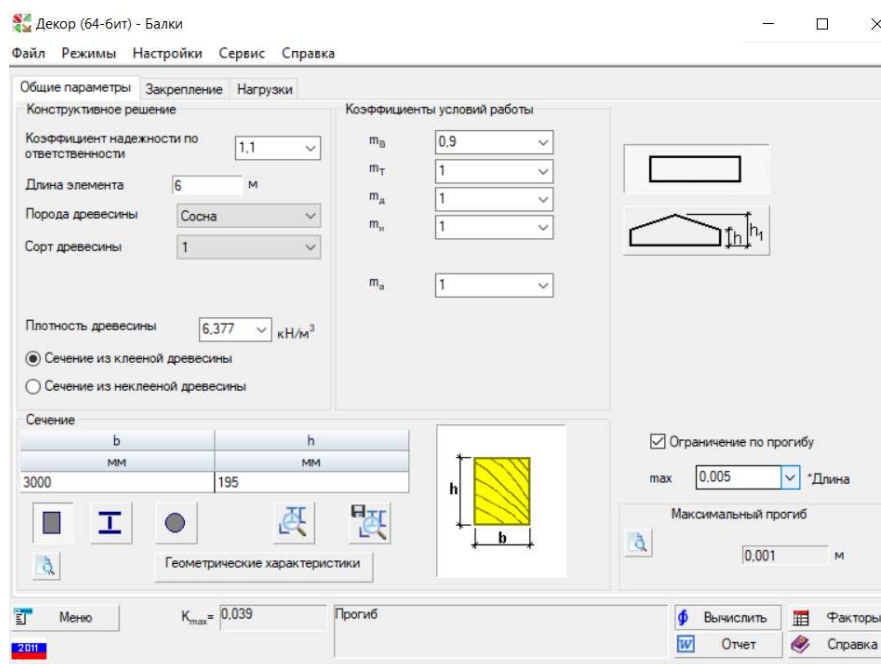 Декор (64-бит) - Балки
Файл Режимы Настройки Сервис Справка
Общие параметры Закрепление Нагрузки
Конструктивное решение
Коэффициент надежности по ответственности 1,1
Длина элемента 6 м
Порода древесины Сосна
Сорт древесины 1
Плотность древесины 6,377 кН/м³
Сечение из клееной древесины
Сечение из неклееной древесины
Коэффициенты условий работы
mВ 0,9
mТ 1
mд 1
mн 1
mа 1
h h1
Сечение
b h
мм мм
3000 195
h
b
Геометрические характеристики
Ограничение по прогибу
max 0,005 *Длина
Максимальный прогиб
0,001 м
Меню Kmax= 0,039 Прогиб Вычислить Факторы
2011 W Отчет Справка